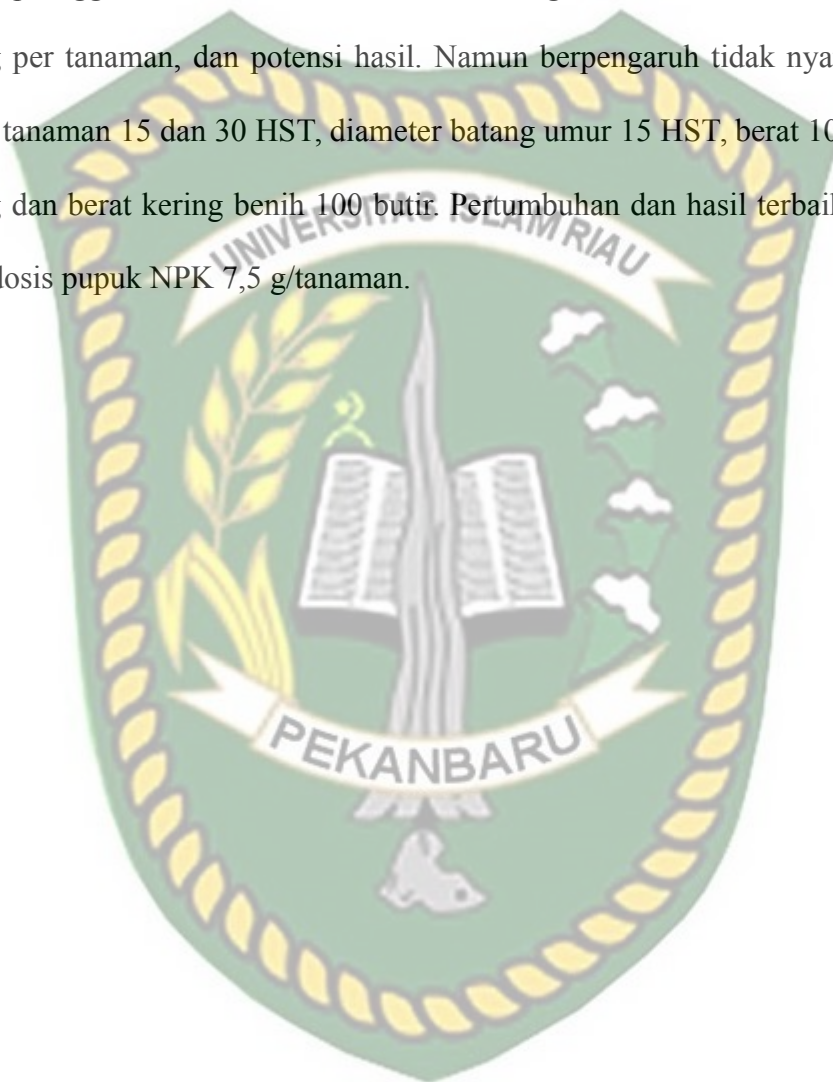 per tanaman, dan potensi hasil. Namun berpengaruh tidak nya
tanaman 15 dan 30 HST, diameter batang umur 15 HST, berat 10
dan berat kering benih 100 butir. Pertumbuhan dan hasil terbaik
UNIVERSITAS ISLAM RIAU
dosis pupuk NPK 7,5 g/tanaman.
PEKANBARU